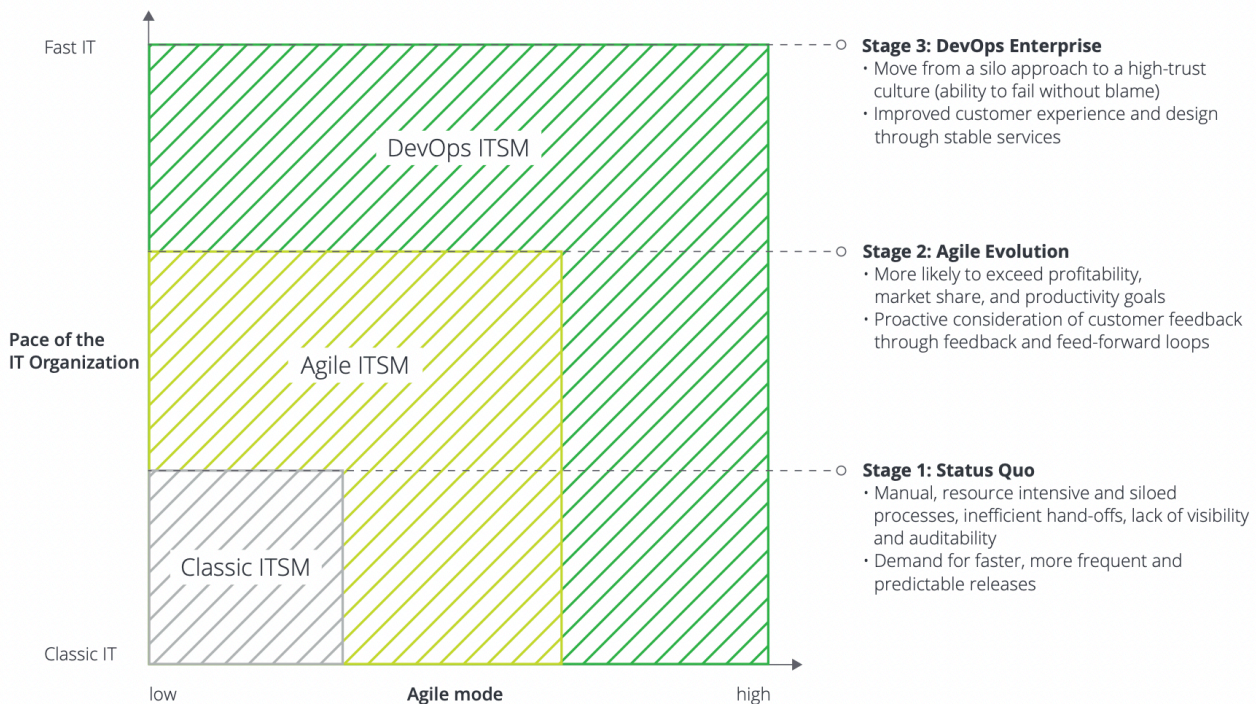 Fast IT
Stage 3: DevOps Enterprise
• Move from a silo approach to a high-trust
culture (ability to fail without blame)
• Improved customer experience and design
through stable services
DevOps ITSM
Stage 2: Agile Evolution
• More likely to exceed profitability,
market share, and productivity goals
• Proactive consideration of customer feedback
through feedback and feed-forward loops
Pace of the
IT Organization
Agile ITSM
Stage 1: Status Quo
• Manual, resource intensive and siloed
processes, inefficient hand-offs, lack of visibility
and auditability
• Demand for faster, more frequent and
predictable releases
Classic ITSM
Classic IT
low
Agile mode
high